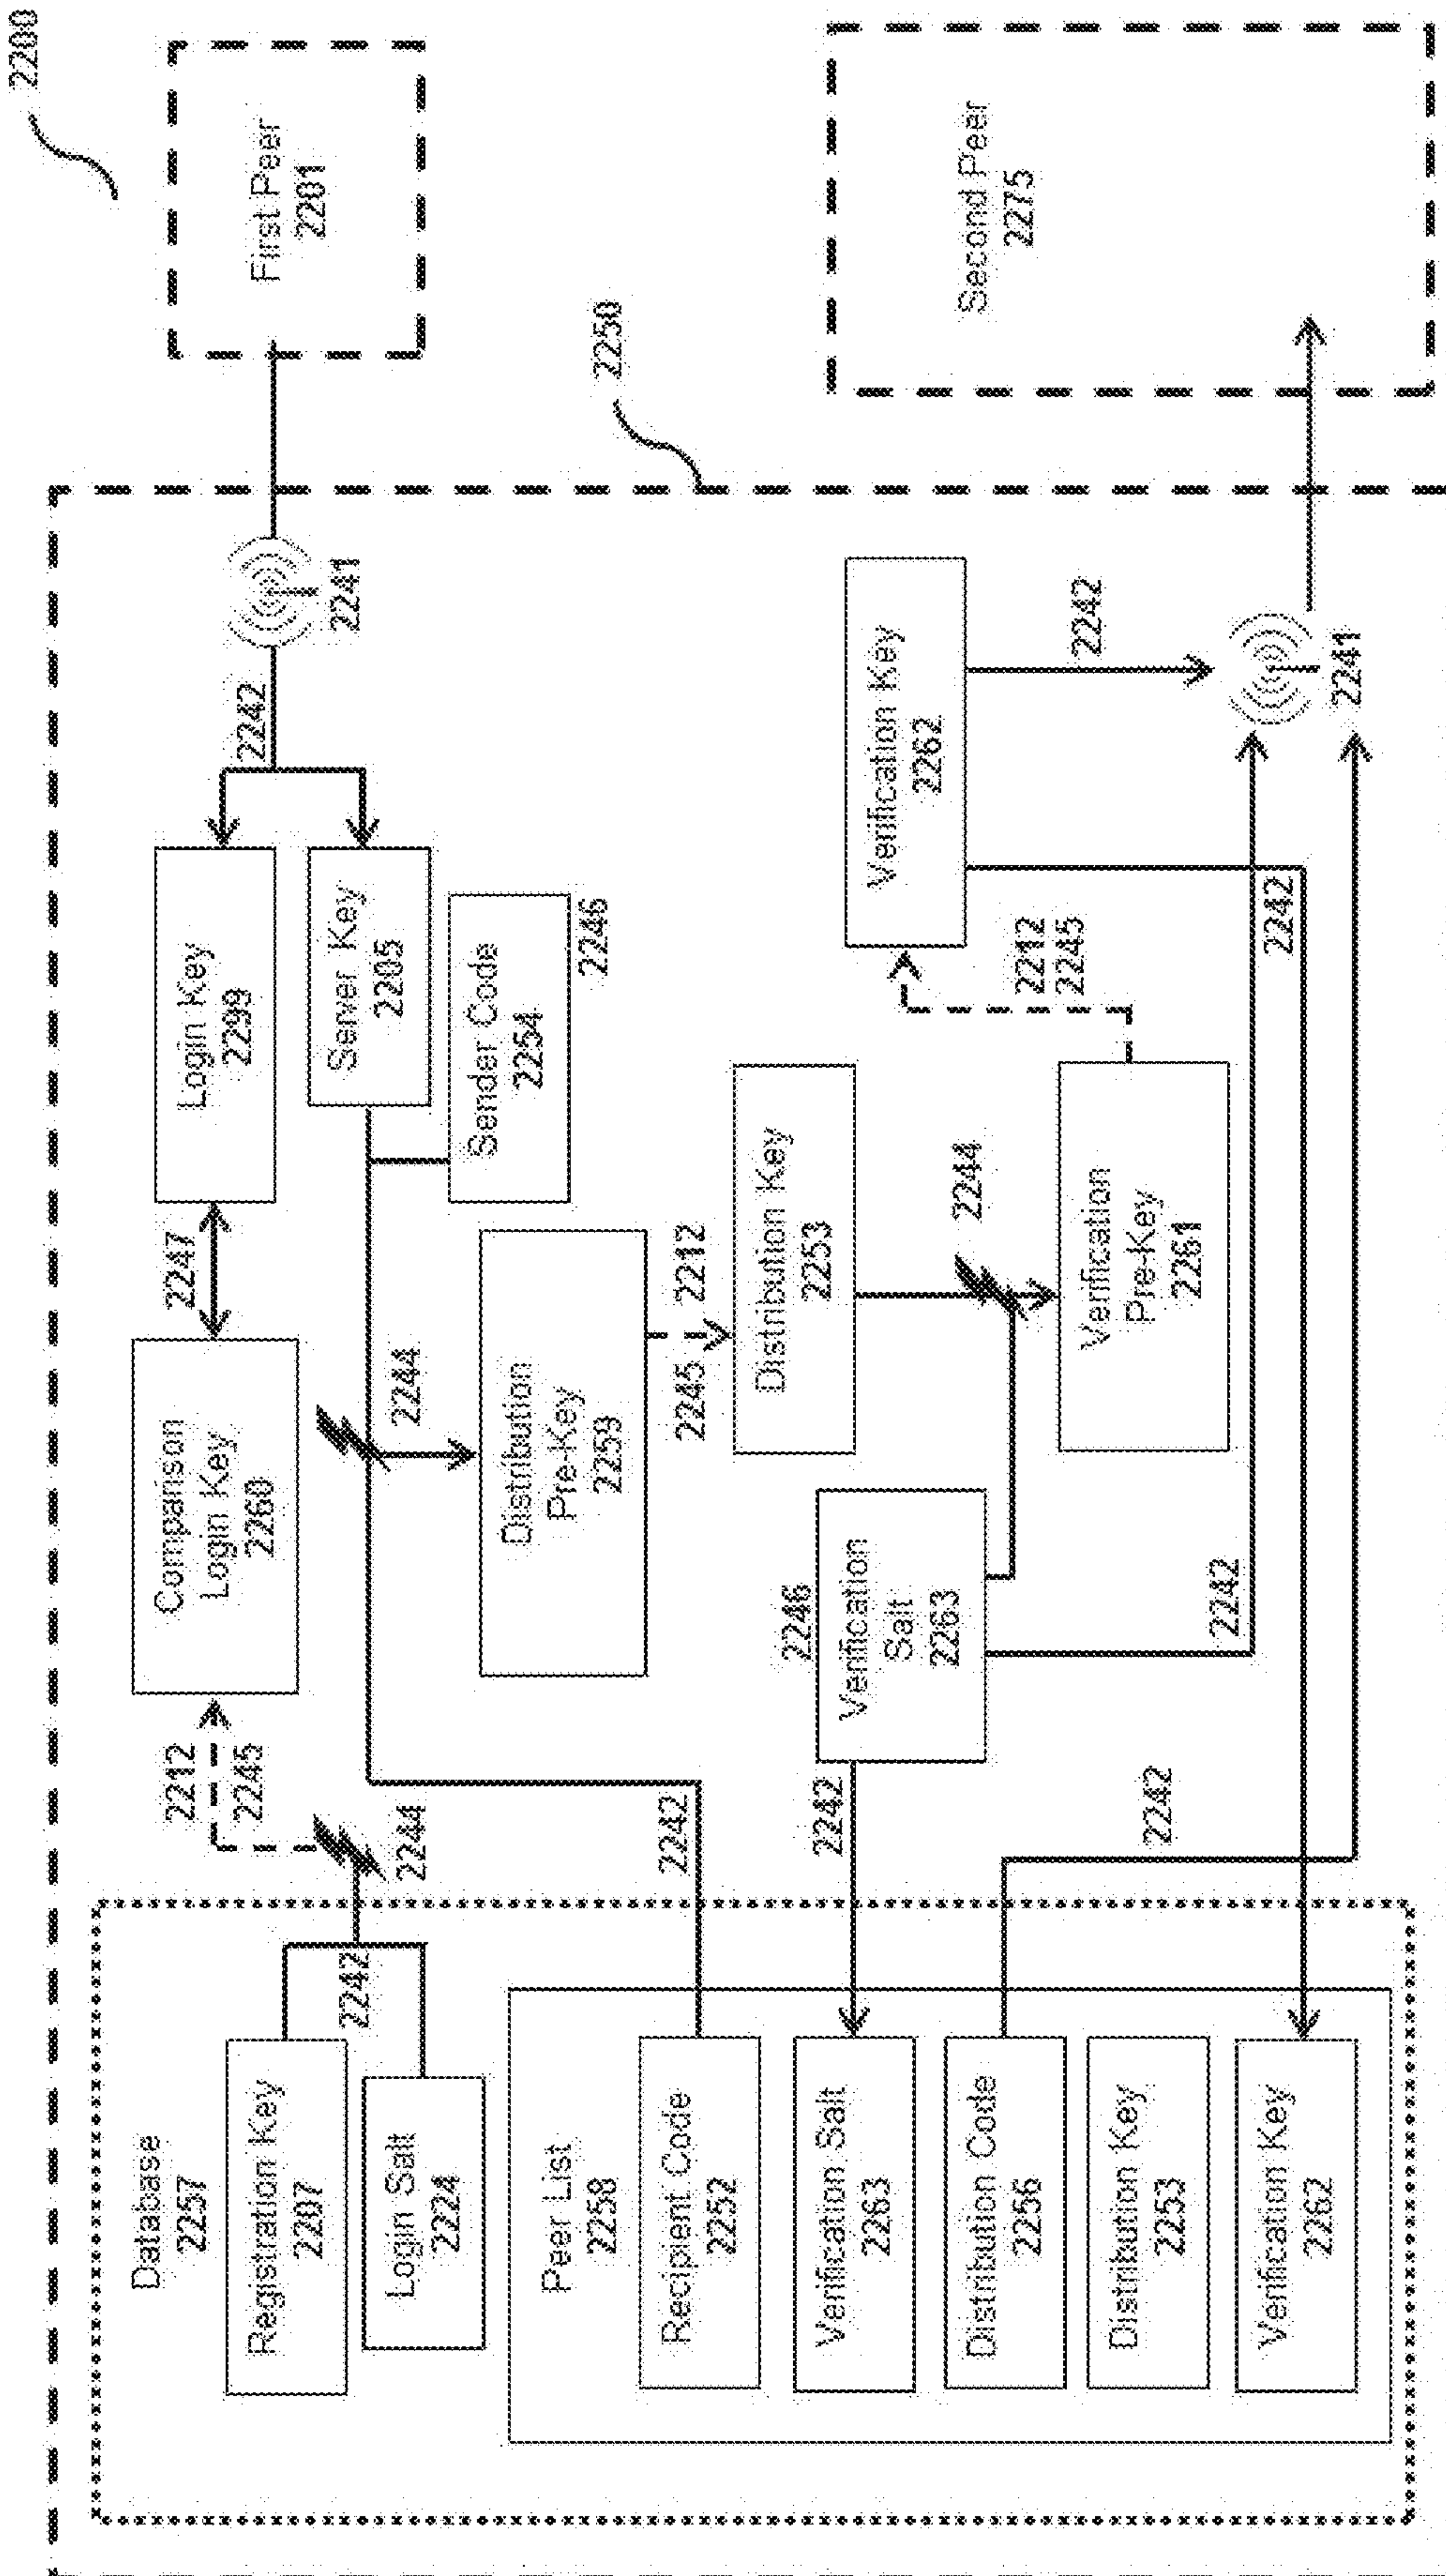 2200
First Peer
2201
Second Peer
2275
2250
2241
2242
Login Key
2299
Server Key
2205
Sender Code
2254
2246
2247
Comparison
Login Key
2260
2212
2245
2244
2244
Distribution
Pre-Key
2259
2245
2212
Distribution Key
2253
2244
Verification
Pre-Key
2261
2212
2245
Verification Key
2262
2242
2241
2242
2246
Verification
Salt
2263
2242
2242
2242
2242
Database
2257
Registration Key
2207
2242
Login Salt
2224
Peer List
2258
Recipient Code
2252
Verification Salt
2263
Distribution Code
2256
Distribution Key
2253
Verification Key
2262